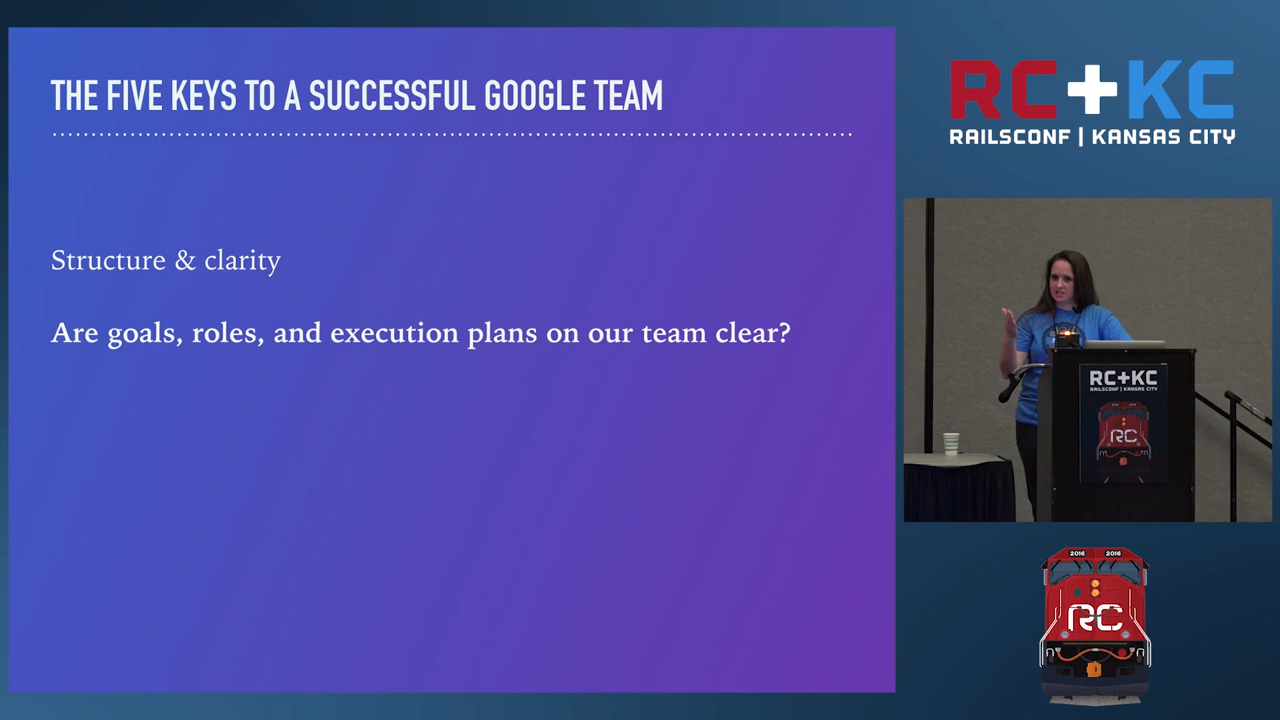 THE FIVE KEYS TO A SUCCESSFUL GOOGLE TEAM
Structure & clarity
Are goals, roles, and execution plans on our team clear?
RC+KC
RAILSCONF | KANSAS CITY
RC+KC
RAILSCONF | KANSAS CITY
RC
2016 2016
RC